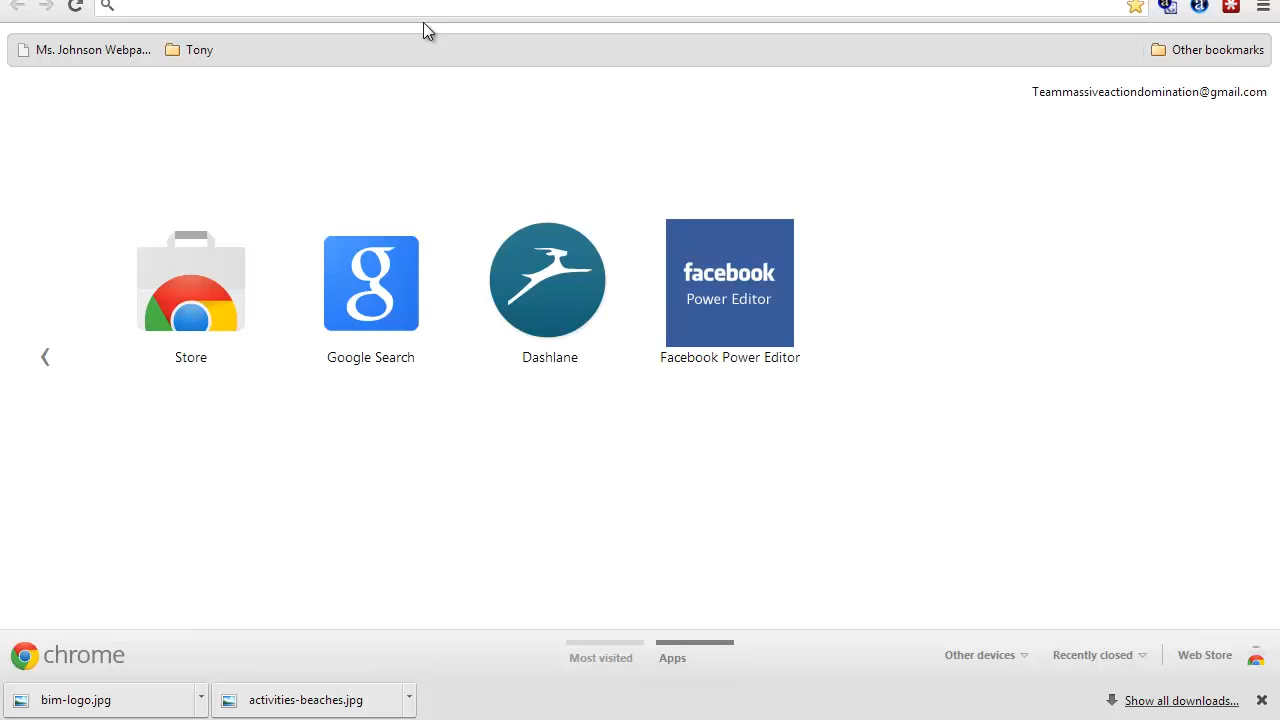 Ms. Johnson Webpa... Tony Other bookmarks
Teammassiveactiondomination@gmail.com
g
facebook
Power Editor
Store Google Search Dashlane Facebook Power Editor
chrome Most visited Apps Other devices Recently closed Web Store
bim-logo.jpg activities-beaches.jpg Show all downloads...